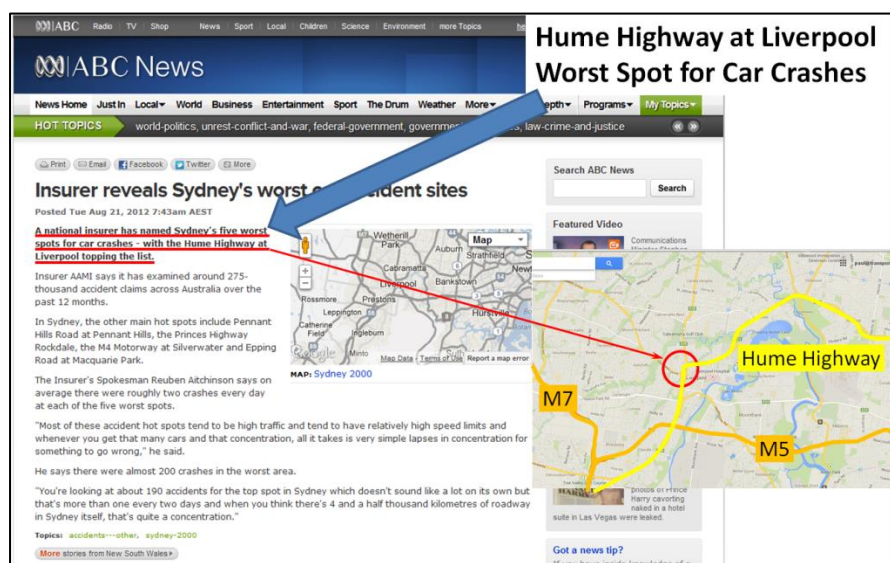 ABC Radio TV Shop News Sport Local Children Science Environment more Topics
Hume Highway at Liverpool
Worst Spot for Car Crashes
ABC News
News Home Just In Local World Business Entertainment Sport The Drum Weather More Programs My Topics
HOT TOPICS world-politics, unrest-conflict-and-war, federal-government, law-crime-and-justice
Print Email Facebook Twitter More
Insurer reveals Sydney's worst sites
Posted Tue Aug 21, 2012 7:43am AEST
A national insurer has named Sydney's five worst
spots for car crashes - with the Hume Highway at
Liverpool topping the list.
Insurer AAMI says it has examined around 275-
thousand accident claims across Australia over the
past 12 months.
In Sydney, the other main hot spots include Pennant
Hills Road at Pennant Hills, the Princes Highway
Rockdale, the M4 Motorway at Silverwater and Epping
Road at Macquarie Park.
The Insurer's Spokesman Reuben Aitchinson says on
average there were roughly two crashes every day
at each of the five worst spots.
"Most of these accident hot spots tend to be high traffic and tend to have relatively high speed limits and
whenever you get that many cars and that concentration, all it takes is very simple lapses in concentration for
something to go wrong," he said.
He says there were almost 200 crashes in the worst area.
"You're looking at about 190 accidents for the top spot in Sydney which doesn't sound like a lot on its own but
that's more than one every two days and when you think there's 4 and a half thousand kilometres of roadway
in Sydney itself, that's quite a concentration."
Topics: accidents---other, sydney-2000
More stories from New South Wales
Map
Wetherill
Park
Auburn
Strathfield
Cabramatta
Liverpool
Bankstown
Rossmore
Prestons
Leppington
Hurstville
Catherine
Field
Ingleburn
Minto
Google
Map Data - Terms of Use Report a map error
MAP: Sydney 2000
Search ABC News
Search
Featured Video
Communications
Hume Highway
M7
M5
photos of Prince
Harry cavorting
naked in a hotel
suite in Las Vegas were leaked.
Got a news tip?